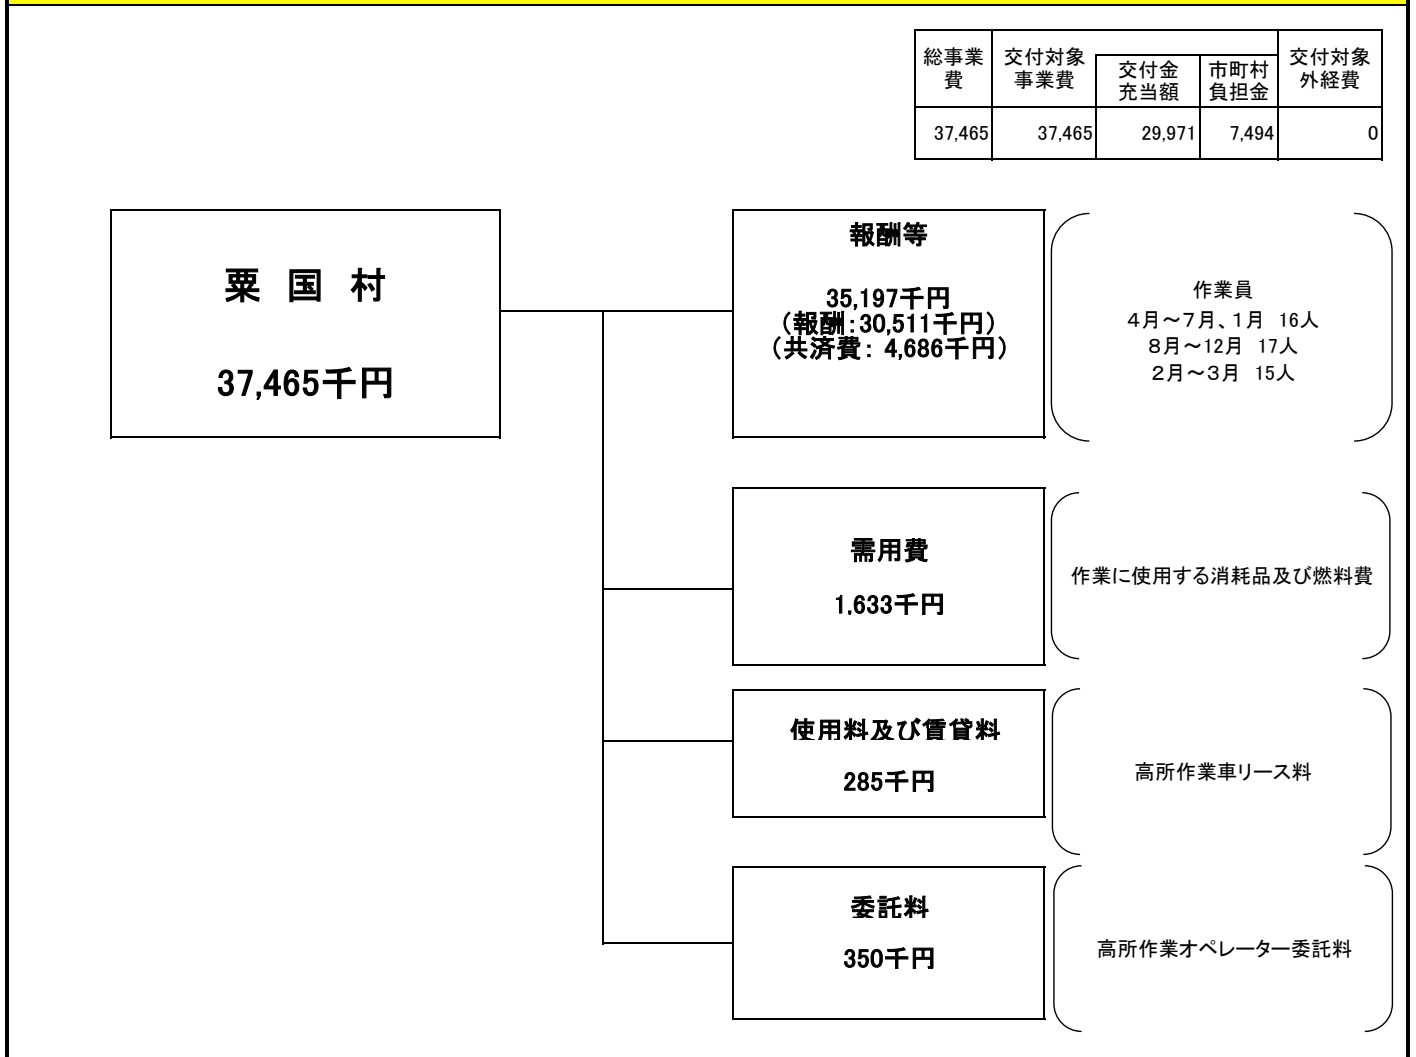 総事業
費
交付対象
事業費
交付金
充当額
市町村
負担金
交付対象
外経費
37,465
37,465
29,971
7,494
0
粟 国 村
37,465千円
報酬等
35,197千円
（報酬：30,511千円）
（共済費： 4,686千円）
作業員
４月～７月、１月 16人
８月～12月 17人
２月～３月 15人
需用費
1,633千円
作業に使用する消耗品及び燃料費
使用料及び賃貸料
285千円
高所作業車リース料
委託料
350千円
高所作業オペレーター委託料